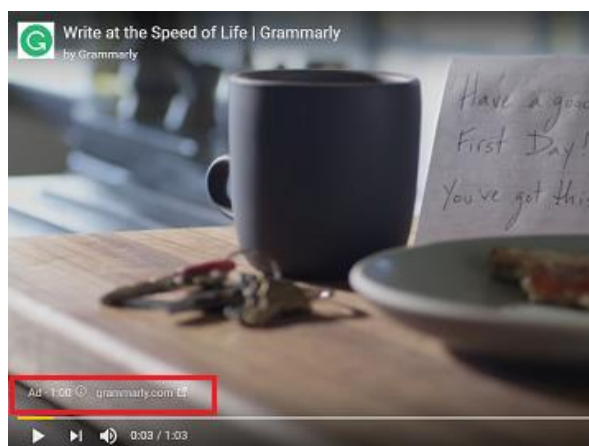 Write at the Speed of Life | Grammarly
by Grammarly
Have a good
First Day!
You've got this
Ad · 1:00 grammarly.com
0:03 / 1:03